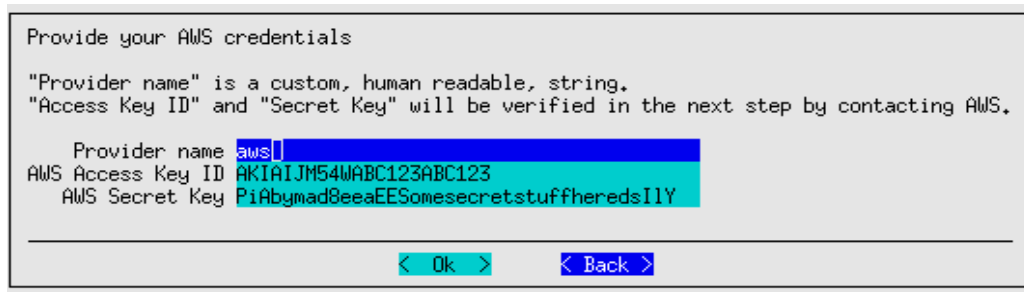 Provide your AWS credentials
"Provider name" is a custom, human readable, string.
"Access Key ID" and "Secret Key" will be verified in the next step by contacting AWS.
Provider name aws
AWS Access Key ID AKIAIJM54WABC123ABC123
AWS Secret Key PiAbymad8eeaEESomesecretstuffheredsIlY
< Ok > < Back >